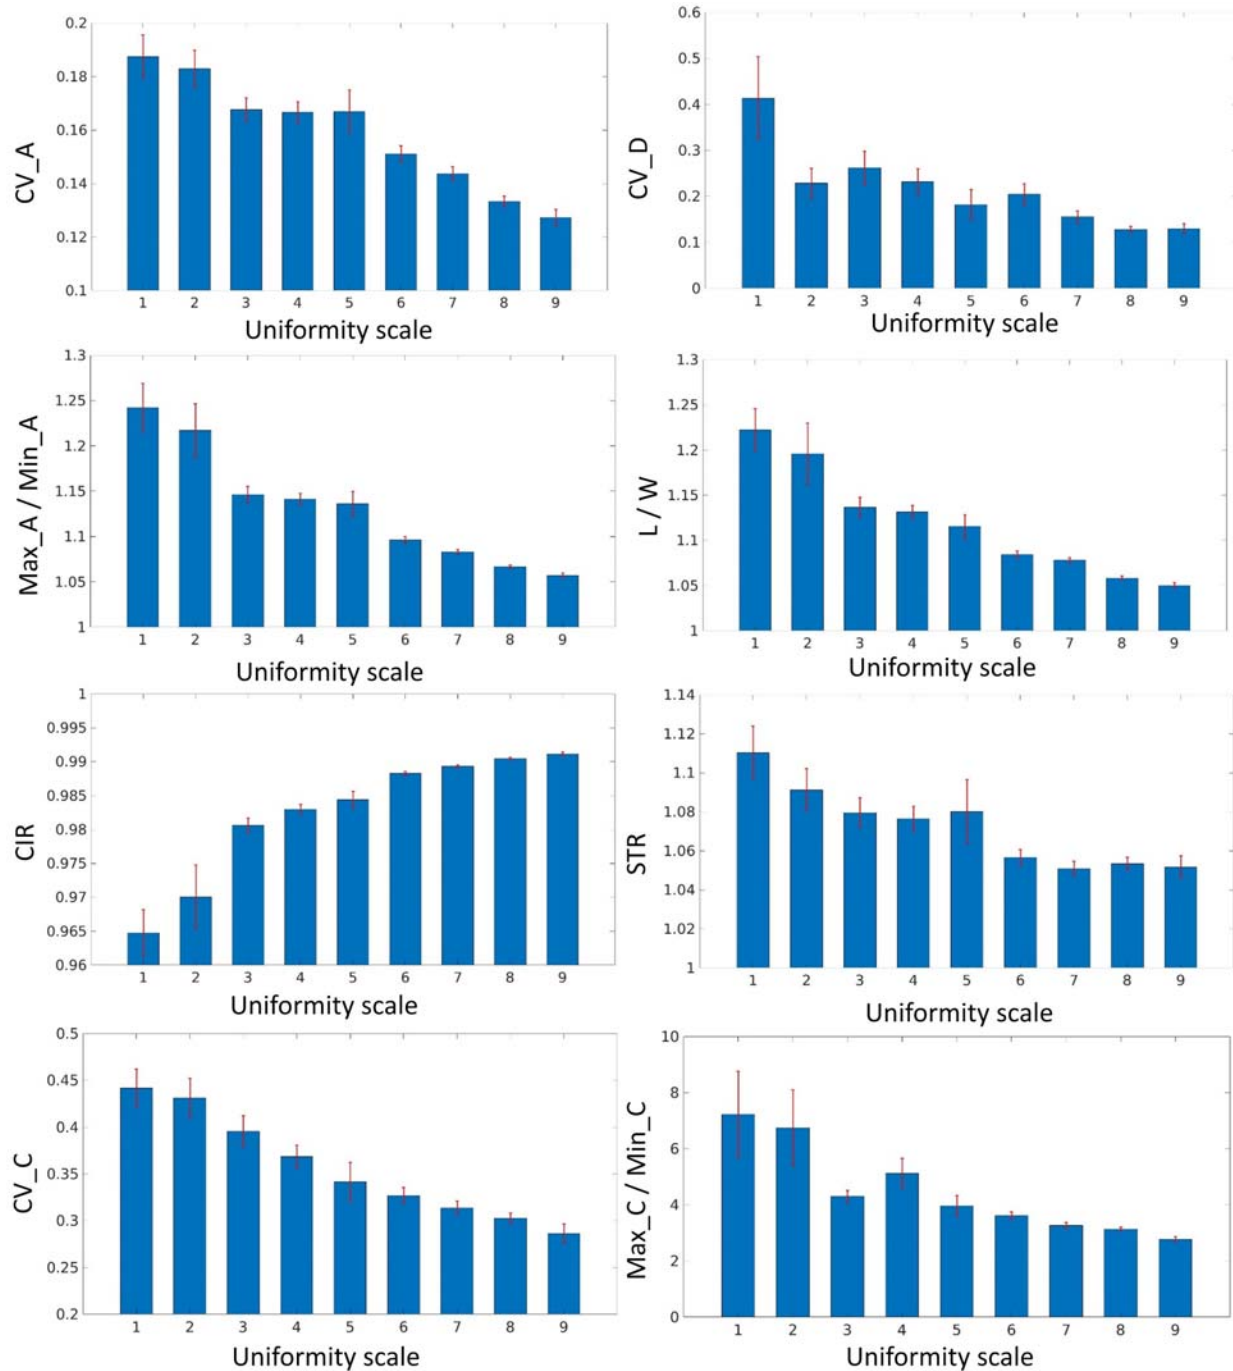 0.2
0.18
0.16
0.14
0.12
0.1
CV_A
1 2 3 4 5 6 7 8 9
Uniformity scale
0.6
0.5
0.4
0.3
0.2
0.1
0
CV_D
1 2 3 4 5 6 7 8 9
Uniformity scale
1.3
1.25
1.2
1.15
1.1
1.05
1
Max_A / Min_A
1 2 3 4 5 6 7 8 9
Uniformity scale
1.3
1.25
1.2
1.15
1.1
1.05
1
L / W
1 2 3 4 5 6 7 8 9
Uniformity scale
1
0.995
0.99
0.985
0.98
0.975
0.97
0.965
0.96
CIR
1 2 3 4 5 6 7 8 9
Uniformity scale
1.14
1.12
1.1
1.08
1.06
1.04
1.02
1
STR
1 2 3 4 5 6 7 8 9
Uniformity scale
0.5
0.45
0.4
0.35
0.3
0.25
0.2
CV_C
1 2 3 4 5 6 7 8 9
Uniformity scale
10
8
6
4
2
0
Max_C / Min_C
1 2 3 4 5 6 7 8 9
Uniformity scale